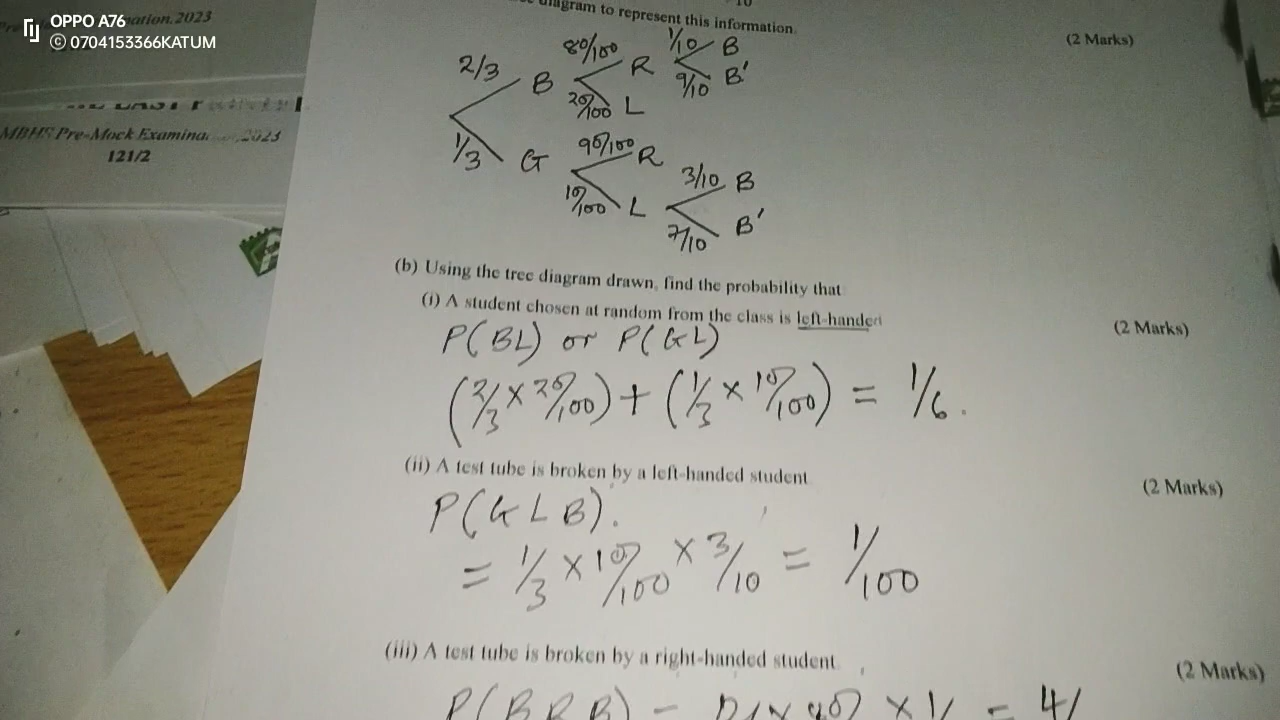 OPPO A76
© 0704153366KATUM
nation.2023
MBHS Pre-Mock Examina 2023
121/2
diagram to represent this information.
(2 Marks)
2/3 B 80/100 R 1/10 B
9/10 B'
20/100 L
1/3 G 90/100 R
10/100 L 3/10 B
7/10 B'
(b) Using the tree diagram drawn, find the probability that
(i) A student chosen at random from the class is left-handed
(2 Marks)
P(BL) or P(GL)
(2/3 × 20/100) + (1/3 × 10/100) = 1/6.
(ii) A test tube is broken by a left-handed student
(2 Marks)
P(GLB).
= 1/3 × 10/100 × 3/10 = 1/100
(iii) A test tube is broken by a right-handed student
(2 Marks)
P(BRB) =